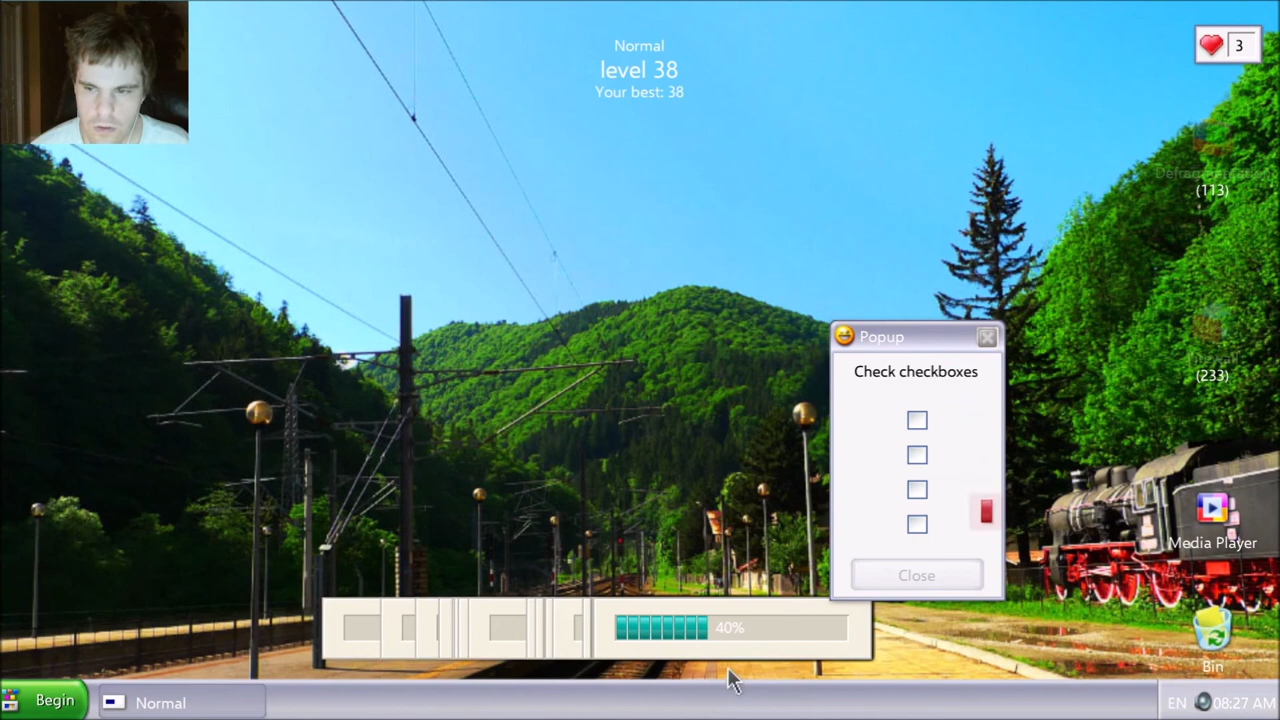 Normal
level 38
Your best: 38
3
(113)
(233)
Popup
Check checkboxes
Close
Media Player
40%
Bin
Begin
Normal
EN 08:27 AM